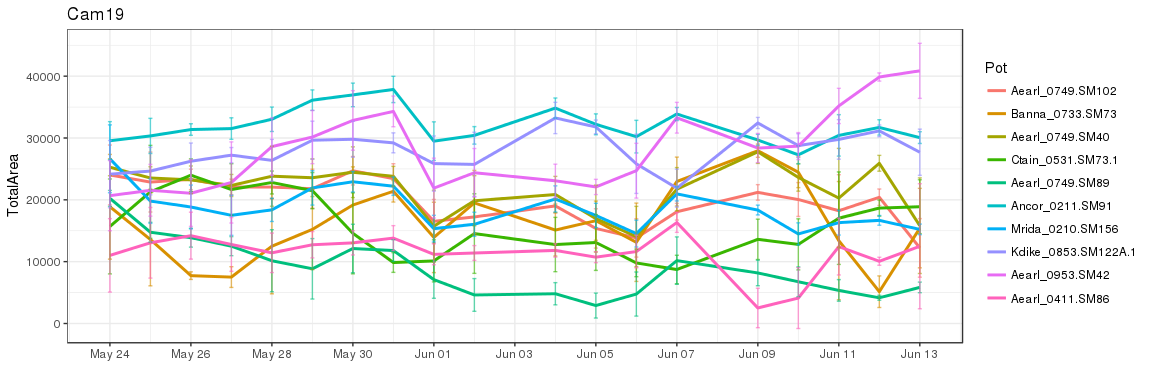 Cam19
TotalArea
40000
30000
20000
10000
0
May 24 May 26 May 28 May 30 Jun 01 Jun 03 Jun 05 Jun 07 Jun 09 Jun 11 Jun 13
Pot
Aearl_0749.SM102
Banna_0733.SM73
Aearl_0749.SM40
Ctain_0531.SM73.1
Aearl_0749.SM89
Ancor_0211.SM91
Mrida_0210.SM156
Kdike_0853.SM122A.1
Aearl_0953.SM42
Aearl_0411.SM86